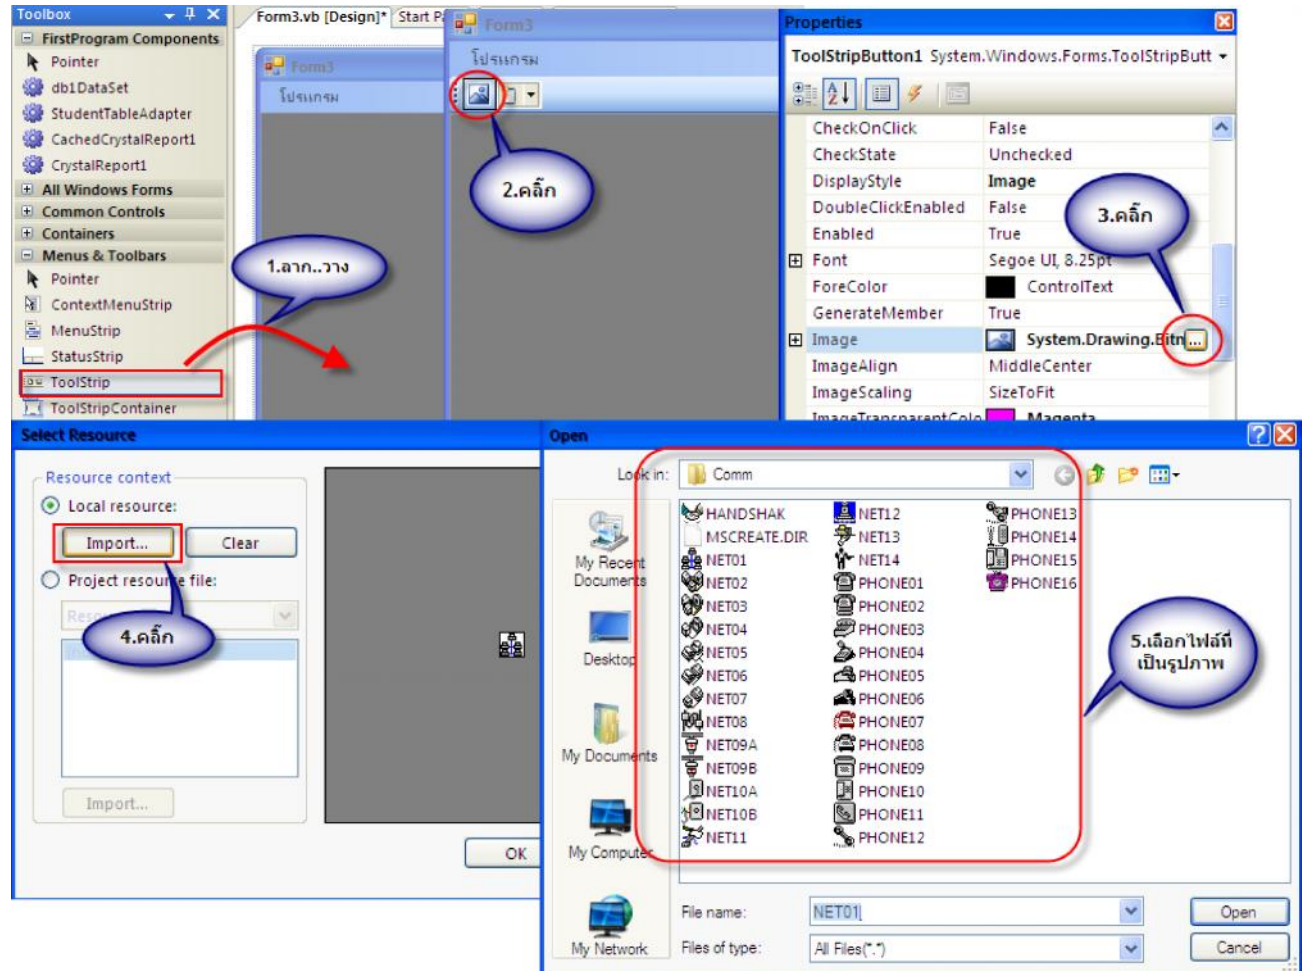 Toolbox
FirstProgram Components
Pointer
db1DataSet
StudentTableAdapter
CachedCrystalReport1
CrystalReport1
All Windows Forms
Common Controls
Containers
Menus & Toolbars
Pointer
ContextMenuStrip
MenuStrip
StatusStrip
ToolStrip
ToolStripContainer
Form3.vb [Design]* Start P
Form3
โปรแกรม
1.ลาก..วาง
Form3
โปรแกรม
2.คลิ๊ก
Properties
ToolStripButton1 System.Windows.Forms.ToolStripButt
CheckOnClick False
CheckState Unchecked
DisplayStyle Image
DoubleClickEnabled False
Enabled True
Font Segoe UI, 8.25pt
ForeColor ControlText
GenerateMember True
Image System.Drawing.Bitn ...
ImageAlign MiddleCenter
ImageScaling SizeToFit
ImageTransparentColo Magenta
3.คลิ๊ก
Select Resource
Resource context
Local resource:
Import... Clear
Project resource file:
4.คลิ๊ก
Import...
OK
Open
Look in: Comm
My Recent
Documents
Desktop
My Documents
My Computer
My Network
HANDSHAK
MSCREATE.DIR
NET01
NET02
NET03
NET04
NET05
NET06
NET07
NET08
NET09A
NET09B
NET10A
NET10B
NET11
NET12
NET13
NET14
PHONE01
PHONE02
PHONE03
PHONE04
PHONE05
PHONE06
PHONE07
PHONE08
PHONE09
PHONE10
PHONE11
PHONE12
PHONE13
PHONE14
PHONE15
PHONE16
5.เลือกไฟล์ที่
เป็นรูปภาพ
File name: NET01 Open
Files of type: All Files(*.*) Cancel